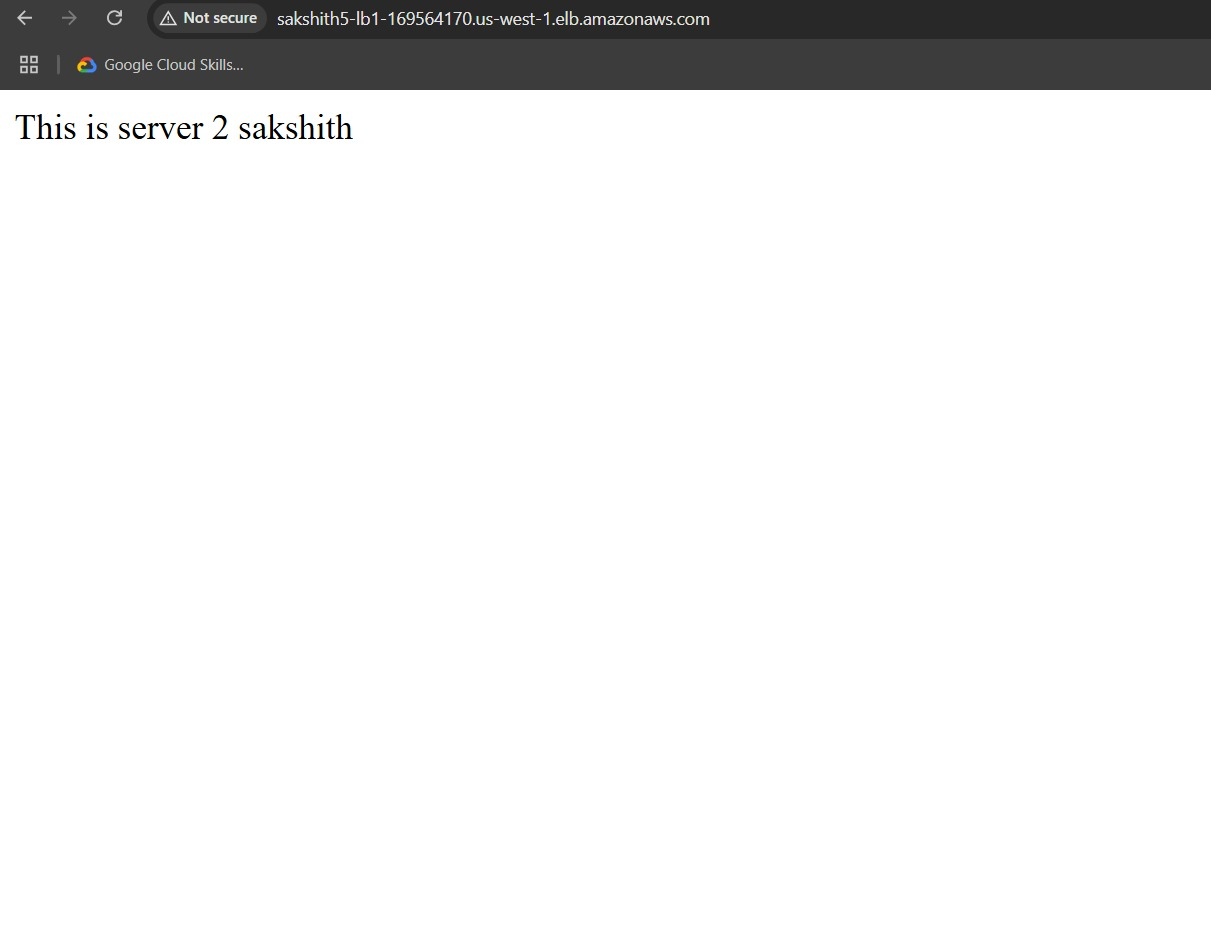 Not secure sakshith5-lb1-169564170.us-west-1.elb.amazonaws.com
Google Cloud Skills...
This is server 2 sakshith